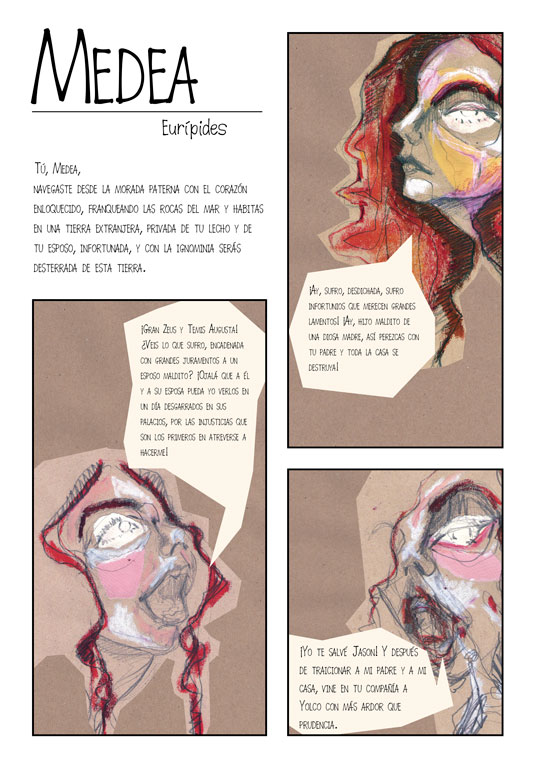 MEDEA
Eurípides
TÚ, MEDEA,
NAVEGASTE DESDE LA MORADA PATERNA CON EL CORAZÓN
ENLOQUECIDO, FRANQUEANDO LAS ROCAS DEL MAR Y HABITAS
EN UNA TIERRA EXTRANJERA, PRIVADA DE TU LECHO Y DE
TU ESPOSO, INFORTUNADA, Y CON LA IGNOMINIA SERÁS
DESTERRADA DE ESTA TIERRA.
¡AY, SUFRO, DESDICHADA, SUFRO
INFORTUNIOS QUE MERECEN GRANDES
LAMENTOS! ¡AY, HIJO MALDITO DE
UNA DIOSA MADRE, ASÍ PEREZCAS CON
TU PADRE Y TODA LA CASA SE
DESTRUYA!
¡GRAN ZEUS Y TEMIS AUGUSTA!
¿VEIS LO QUE SUFRO, ENCADENADA
CON GRANDES JURAMENTOS A UN
ESPOSO MALDITO? ¡OJALÁ QUE A ÉL
Y A SU ESPOSA PUEDA YO VERLOS EN
UN DÍA DESGARRADOS EN SUS
PALACIOS, POR LAS INJUSTICIAS QUE
SON LOS PRIMEROS EN ATREVERSE A
HACERME!
¡YO TE SALVÉ JASON! Y DESPUÉS
DE TRAICIONAR A MI PADRE Y A MI
CASA, VINE EN TU COMPAÑÍA A
YOLCO CON MÁS ARDOR QUE
PRUDENCIA.